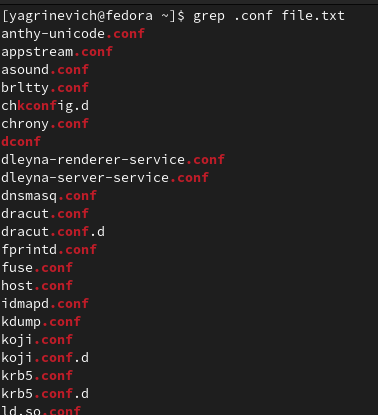 [yagrinevich@fedora ~]$ grep .conf file.txt
anthy-unicode.conf
appstream.conf
asound.conf
brltty.conf
chkconfig.d
chrony.conf
dconf
dleyna-renderer-service.conf
dleyna-server-service.conf
dnsmasq.conf
dracut.conf
dracut.conf.d
fprintd.conf
fuse.conf
host.conf
idmapd.conf
kdump.conf
koji.conf
koji.conf.d
krb5.conf
krb5.conf.d
ld.so.conf